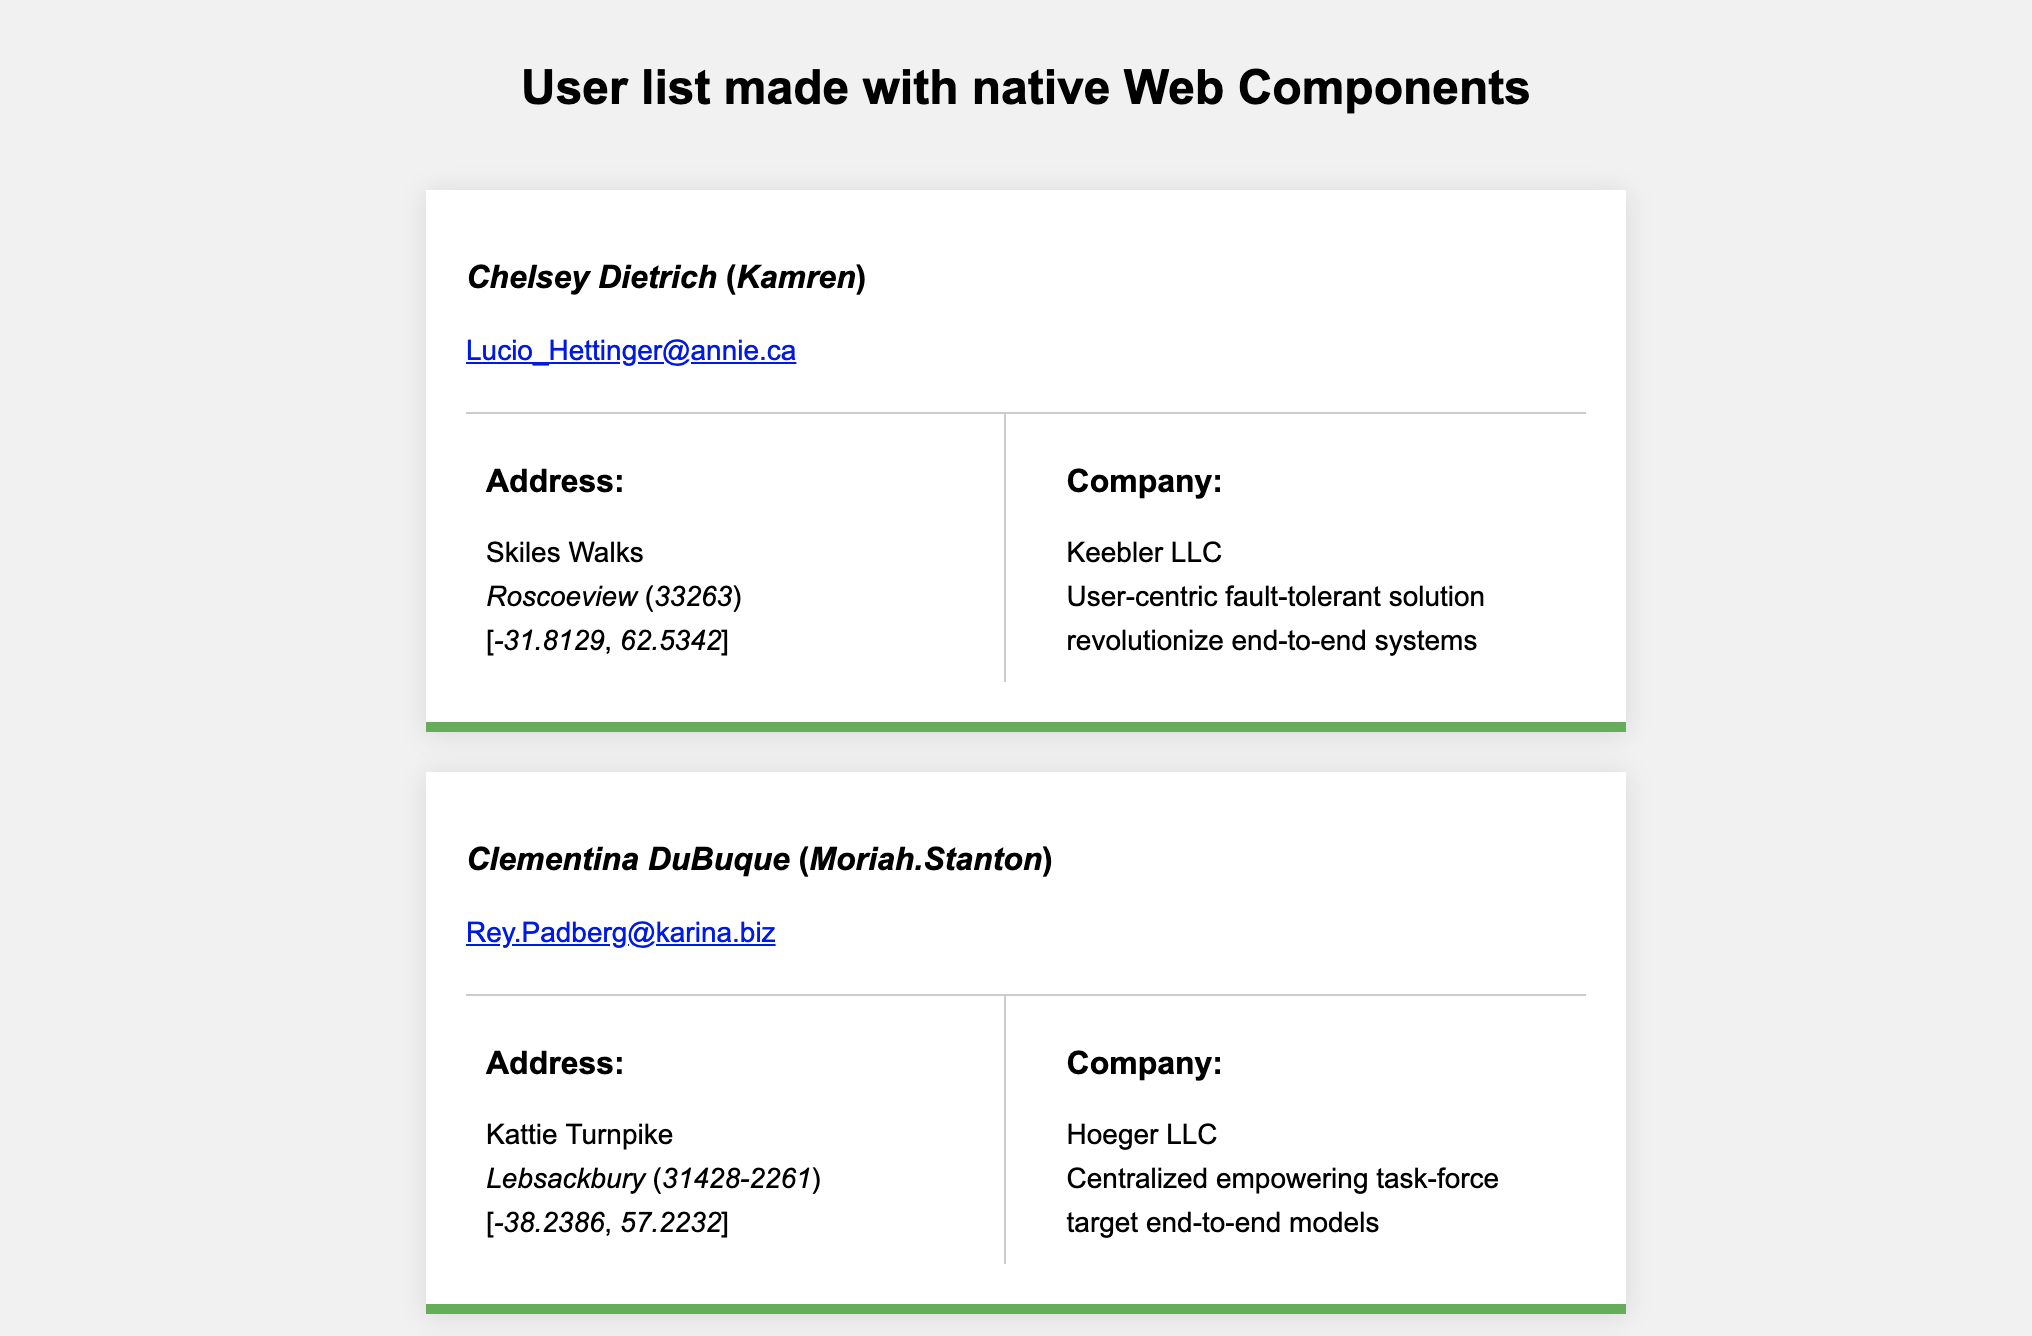 User list made with native Web Components
Chelsey Dietrich (Kamren)
Lucio_Hettinger@annie.ca
Address:
Skiles Walks
Roscoeview (33263)
[-31.8129, 62.5342]
Company:
Keebler LLC
User-centric fault-tolerant solution
revolutionize end-to-end systems
Clementina DuBuque (Moriah.Stanton)
Rey.Padberg@karina.biz
Address:
Kattie Turnpike
Lebsackbury (31428-2261)
[-38.2386, 57.2232]
Company:
Hoeger LLC
Centralized empowering task-force
target end-to-end models